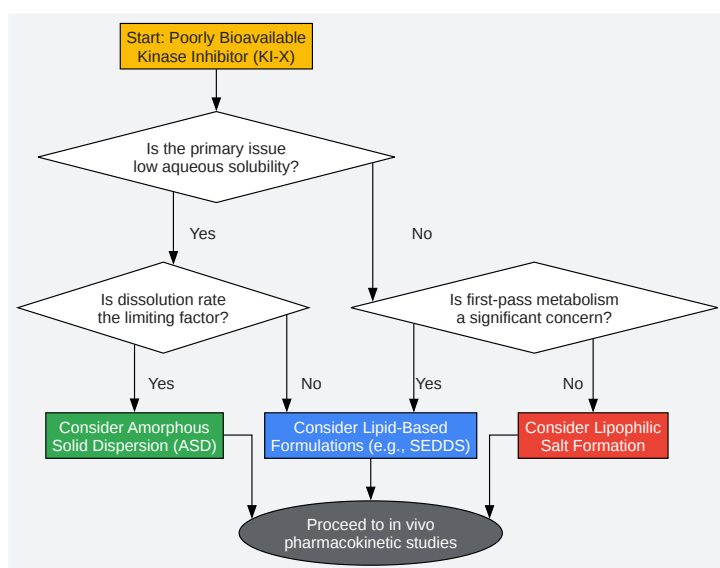 Start: Poorly Bioavailable
Kinase Inhibitor (KI-X)
Is the primary issue
low aqueous solubility?
Yes
No
Is dissolution rate
the limiting factor?
Is first-pass metabolism
a significant concern?
Yes
No
Yes
No
Consider Amorphous
Solid Dispersion (ASD)
Consider Lipid-Based
Formulations (e.g., SEDDS)
Consider Lipophilic
Salt Formation
Proceed to in vivo
pharmacokinetic studies